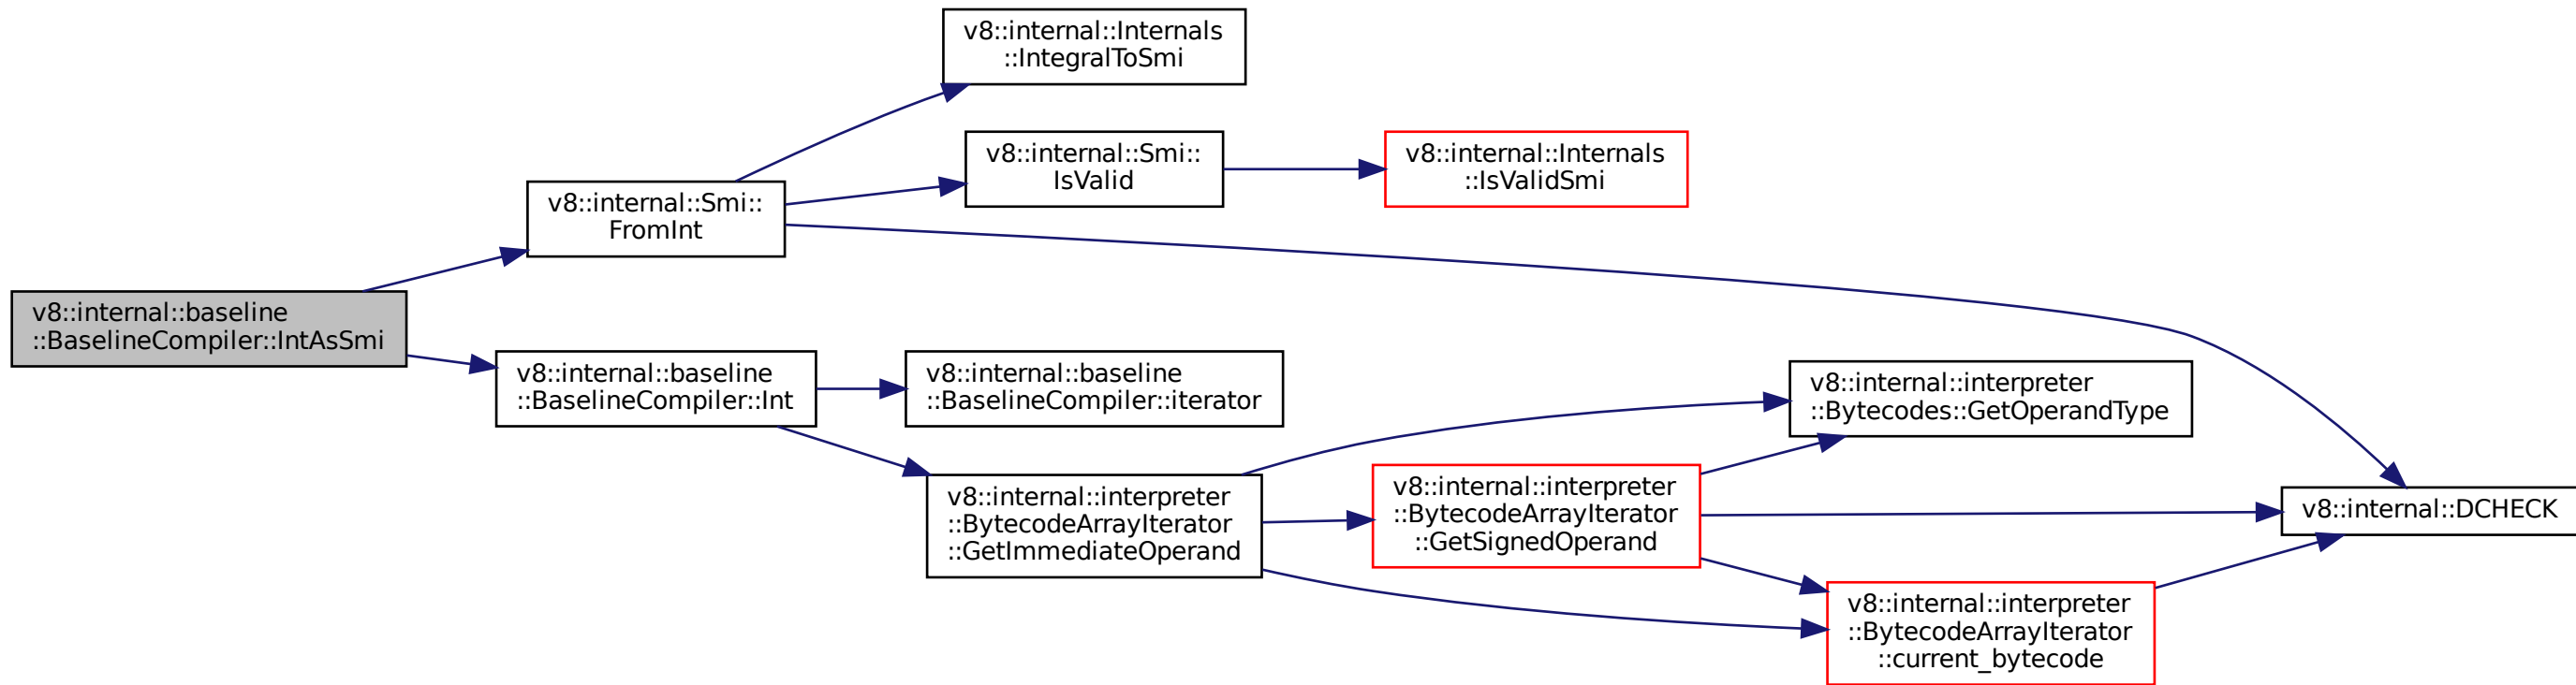 v8::internal::Internals
::IntegralToSmi
v8::internal::Smi::
IsValid
v8::internal::Internals
::IsValidSmi
v8::internal::Smi::
FromInt
v8::internal::baseline
::BaselineCompiler::IntAsSmi
v8::internal::baseline
::BaselineCompiler::Int
v8::internal::baseline
::BaselineCompiler::iterator
v8::internal::interpreter
::Bytecodes::GetOperandType
v8::internal::interpreter
::BytecodeArrayIterator
::GetImmediateOperand
v8::internal::interpreter
::BytecodeArrayIterator
::GetSignedOperand
v8::internal::DCHECK
v8::internal::interpreter
::BytecodeArrayIterator
::current_bytecode